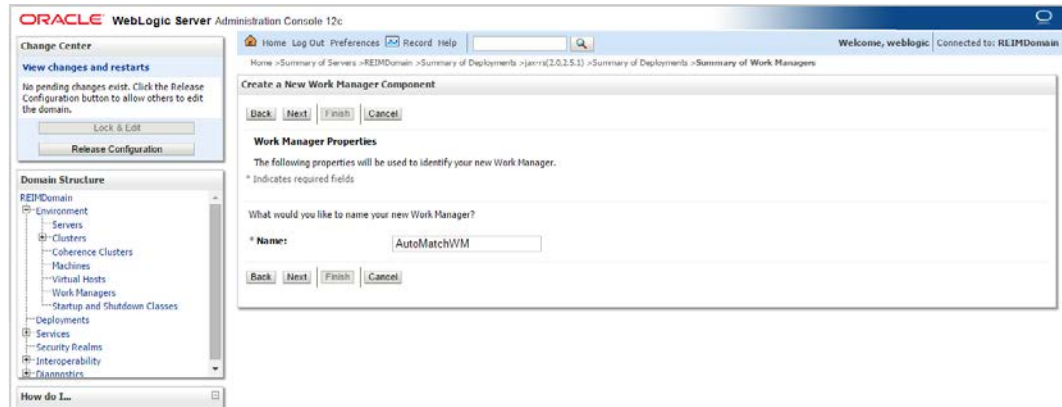 ORACLE WebLogic Server Administration Console 12c
Change Center
View changes and restarts
No pending changes exist. Click the Release
Configuration button to allow others to edit
the domain.
Lock & Edit
Release Configuration
Domain Structure
REIMDomain
Environment
Servers
Clusters
Coherence Clusters
Machines
Virtual Hosts
Work Managers
Startup and Shutdown Classes
Deployments
Services
Security Realms
Interoperability
Diagnostics
How do I...
Home Log Out Preferences Record Help
Welcome, weblogic Connected to: REIMDomain
Home >Summary of Servers >REIMDomain >Summary of Deployments >jax-rs(2.0,2.5.1) >Summary of Deployments >Summary of Work Managers
Create a New Work Manager Component
Back Next Finish Cancel
Work Manager Properties
The following properties will be used to identify your new Work Manager.
* Indicates required fields
What would you like to name your new Work Manager?
* Name: AutoMatchWM
Back Next Finish Cancel